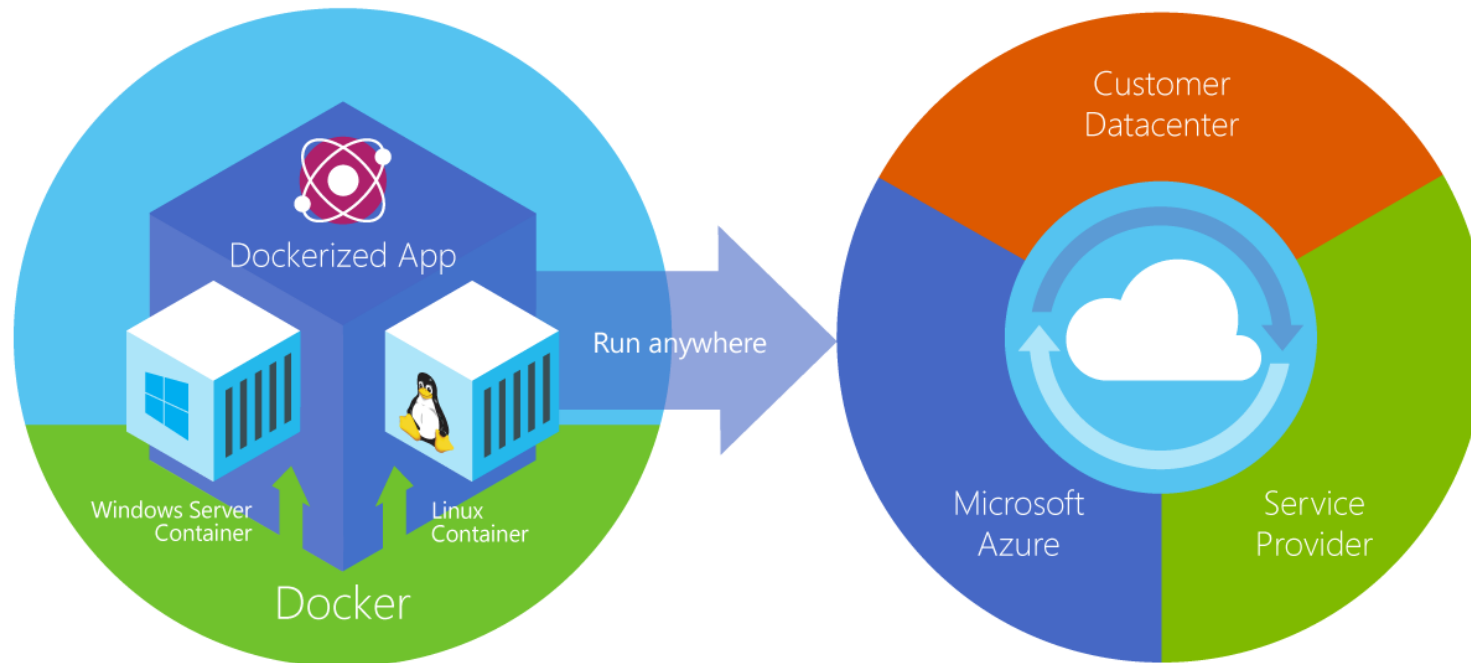 Dockerized App
Windows Server
Container
Linux
Container
Docker
Run anywhere
Customer
Datacenter
Microsoft
Azure
Service
Provider